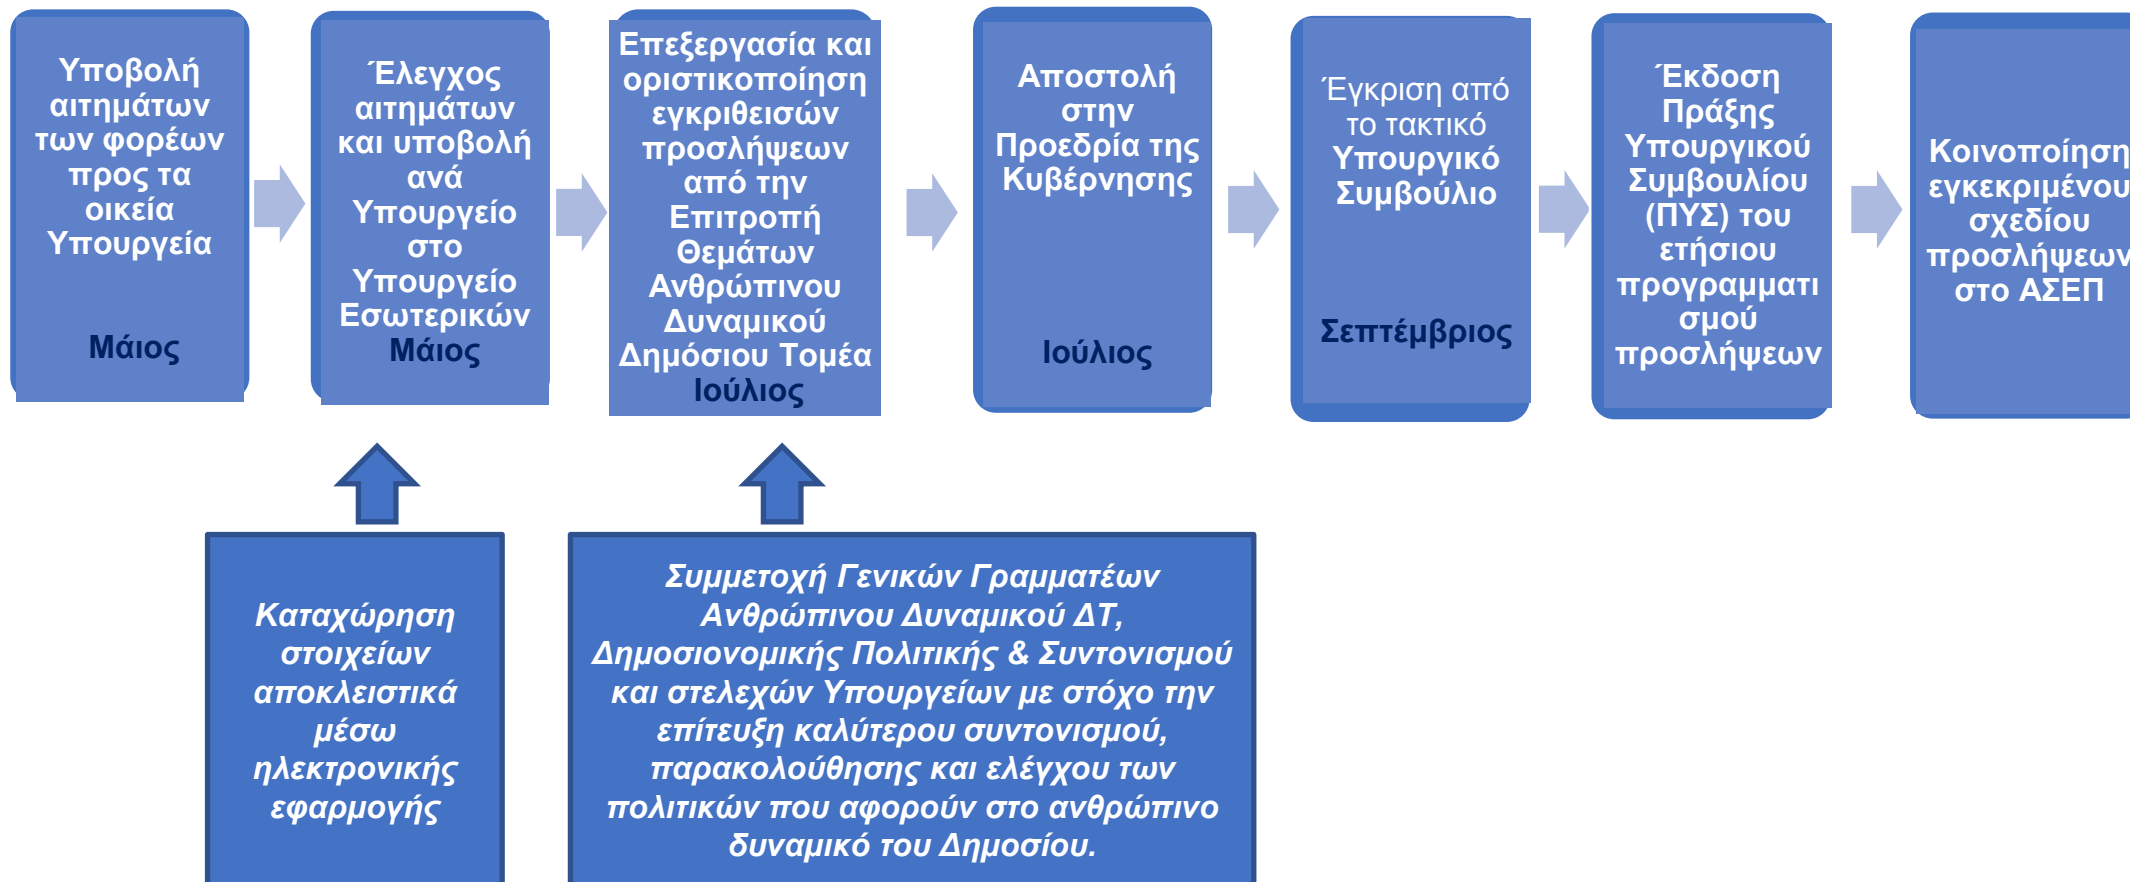 Υποβολή
αιτημάτων
των φορέων
προς τα
οικεία
Υπουργεία
Μάιος
Έλεγχος
αιτημάτων
και υποβολή
ανά
Υπουργείο
στο
Υπουργείο
Εσωτερικών
Μάιος
Επεξεργασία και
οριστικοποίηση
εγκριθεισών
προσλήψεων
από την
Επιτροπή
Θεμάτων
Ανθρώπινου
Δυναμικού
Δημόσιου Τομέα
Ιούλιος
Αποστολή
στην
Προεδρία της
Κυβέρνησης
Ιούλιος
Έγκριση από
το τακτικό
Υπουργικό
Συμβούλιο
Σεπτέμβριος
Έκδοση
Πράξης
Υπουργικού
Συμβουλίου
(ΠΥΣ) του
ετήσιου
προγραμματι
σμού
προσλήψεων
Κοινοποίηση
εγκεκριμένου
σχεδίου
προσλήψεων
στο ΑΣΕΠ
Καταχώρηση
στοιχείων
αποκλειστικά
μέσω
ηλεκτρονικής
εφαρμογής
Συμμετοχή Γενικών Γραμματέων
Ανθρώπινου Δυναμικού ΔΤ,
Δημοσιονομικής Πολιτικής & Συντονισμού
και στελεχών Υπουργείων με στόχο την
επίτευξη καλύτερου συντονισμού,
παρακολούθησης και ελέγχου των
πολιτικών που αφορούν στο ανθρώπινο
δυναμικό του Δημοσίου.